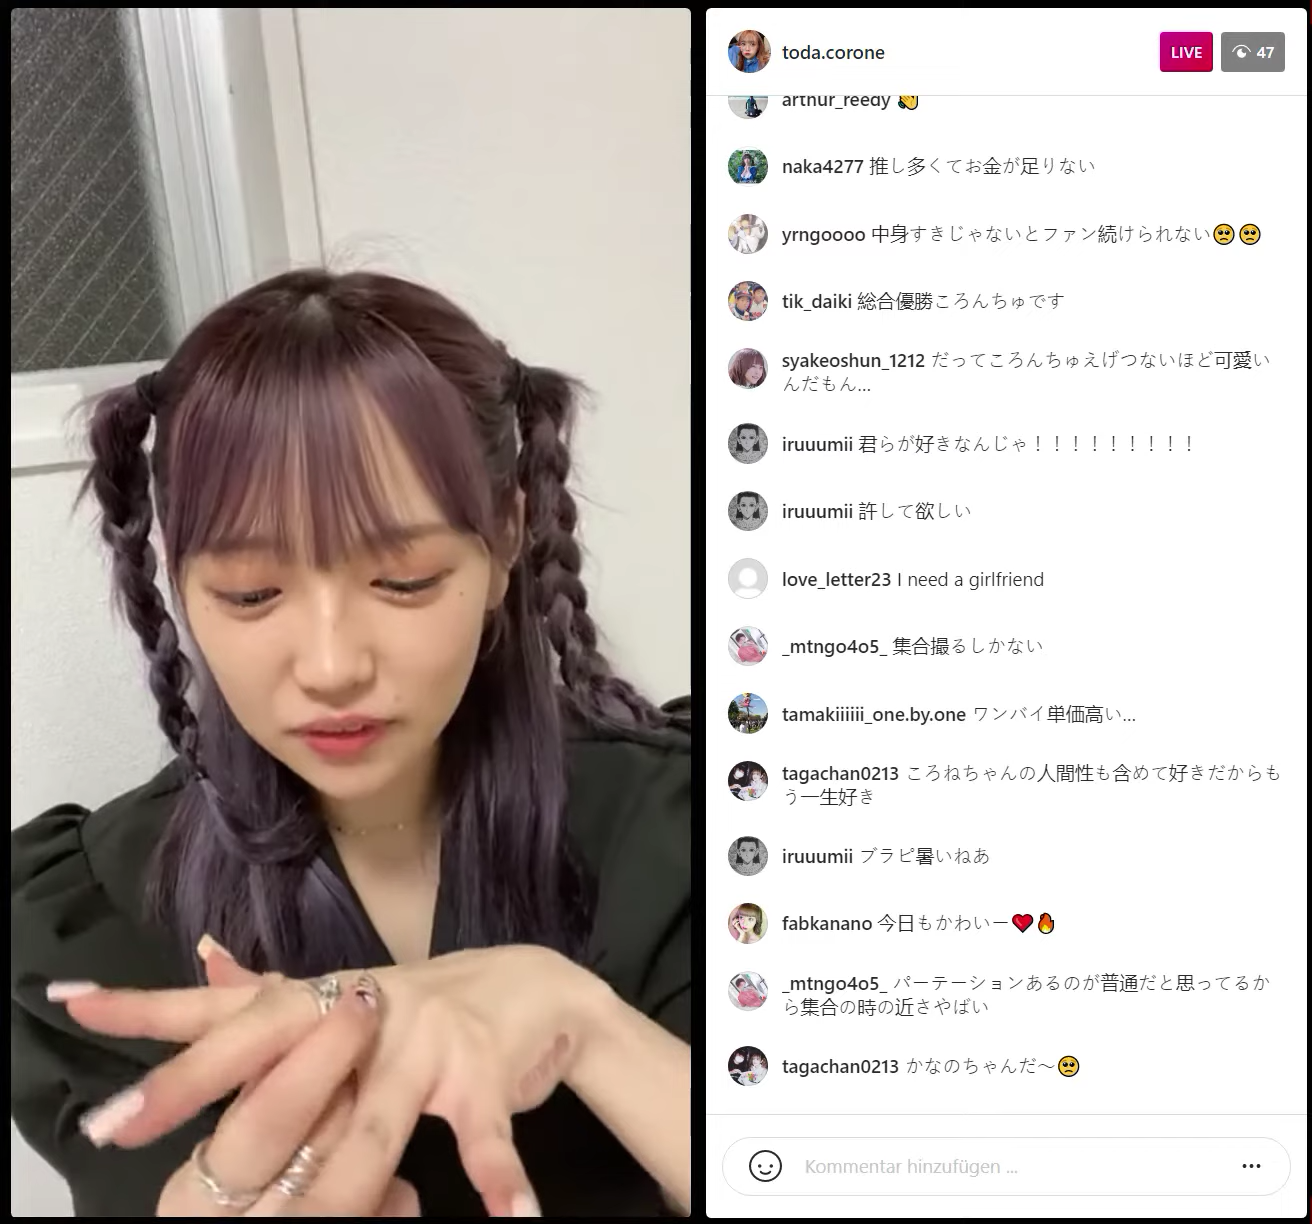 toda.corone
LIVE
47
arthur_reedy 👏
naka4277 推し多くてお金が足りない
yrngoooo 中身すきじゃないとファン続けられない🥺🥺
tik_daiki 総合優勝ころんちゅです
syakeoshun_1212 だってころんちゅえげつないほど可愛い
んだもん...
iruuumii 君らが好きなんじゃ！！！！！！！！！
iruuumii 許して欲しい
love_letter23 I need a girlfriend
_mtngo4o5_ 集合撮るしかない
tamakiiiiii_one.by.one ワンバイ単価高い...
tagachan0213 ころねちゃんの人間性も含めて好きだからも
う一生好き
iruuumii ブラピ暑いねあ
fabkanano 今日もかわいー❤️🔥
_mtngo4o5_ パーテーションあるのが普通だと思ってるか
ら集合の時の近さやばい
tagachan0213 かなのちゃんだ〜🥺
Kommentar hinzufügen ...